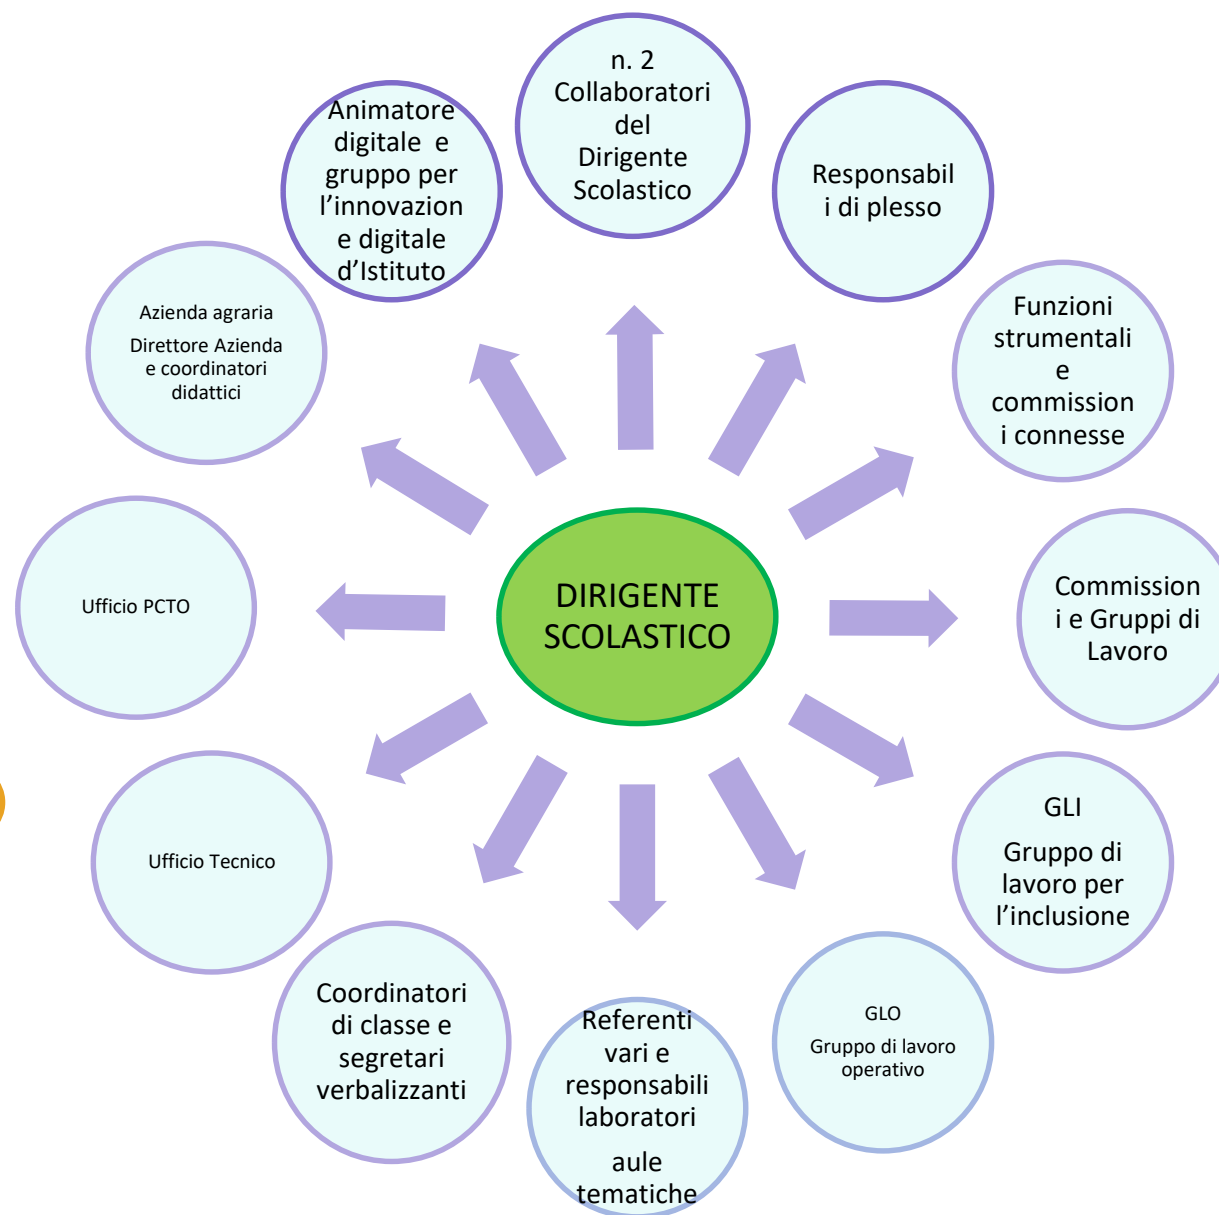 n. 2
Collaboratori
del
Dirigente
Scolastico
Responsabil
i di plesso
Funzioni
strumentali
e
commission
i connesse
Commission
i e Gruppi di
Lavoro
GLI
Gruppo di
lavoro per
l’inclusione
GLO
Gruppo di lavoro
operativo
Referenti
vari e
responsabili
laboratori
aule
tematiche
Coordinatori
di classe e
segretari
verbalizzanti
Ufficio Tecnico
Ufficio PCTO
Azienda agraria
Direttore Azienda
e coordinatori
didattici
Animatore
digitale e
gruppo per
l’innovazion
e digitale
d’Istituto
DIRIGENTE
SCOLASTICO